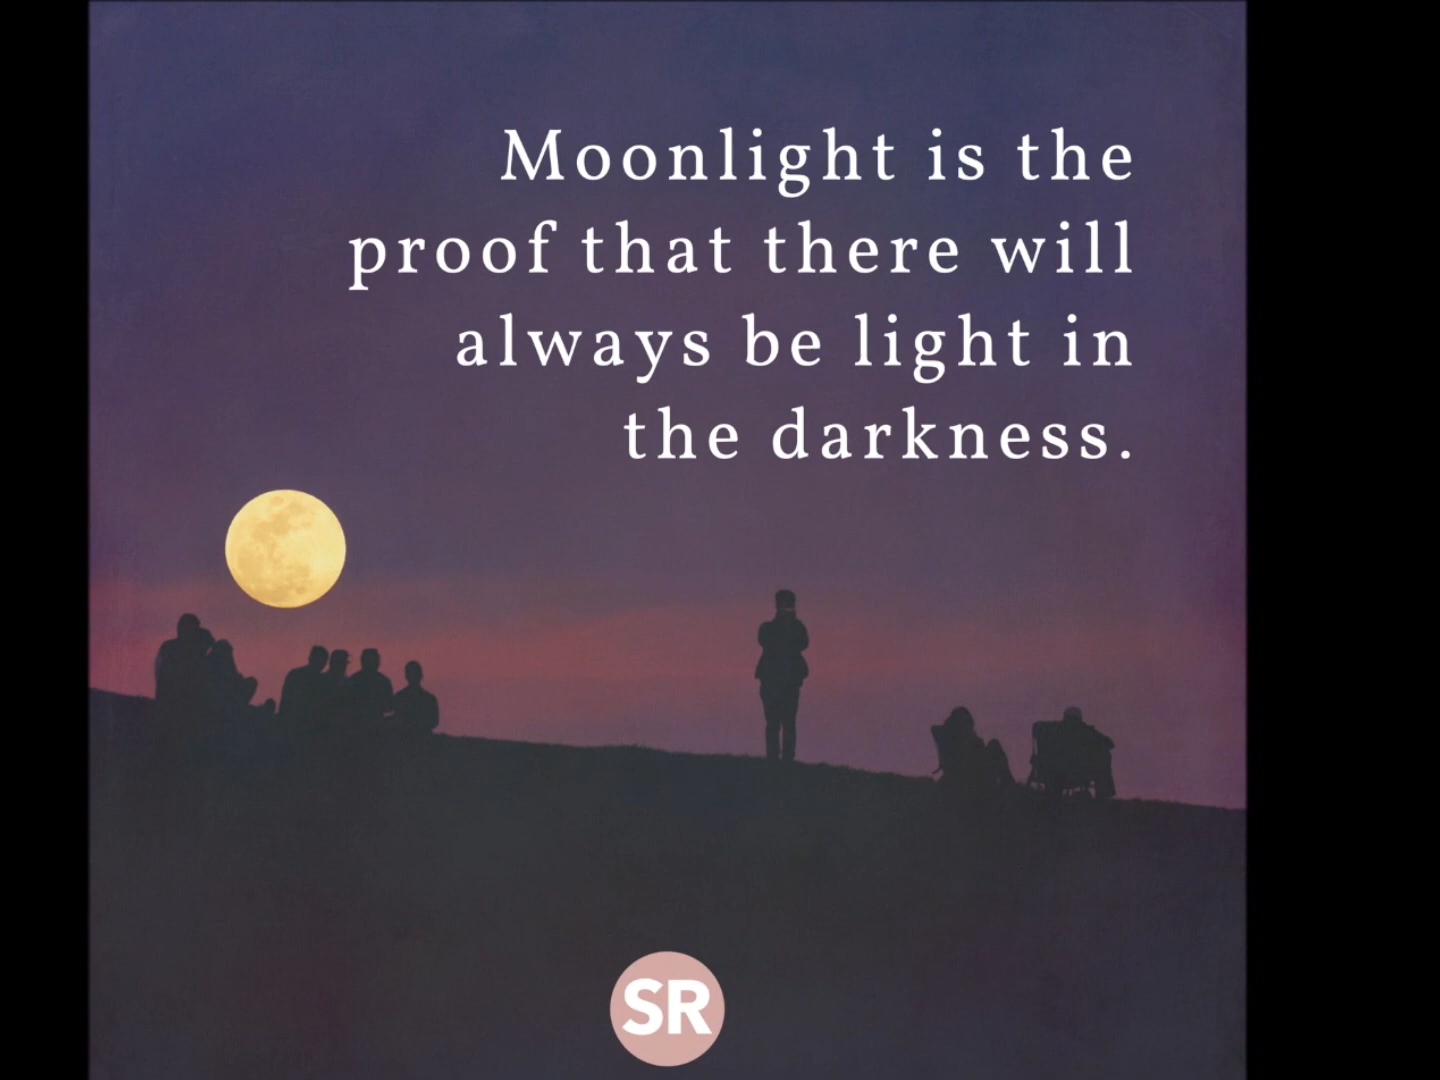 Moonlight is the
proof that there will
always be light in
the darkness.
SR